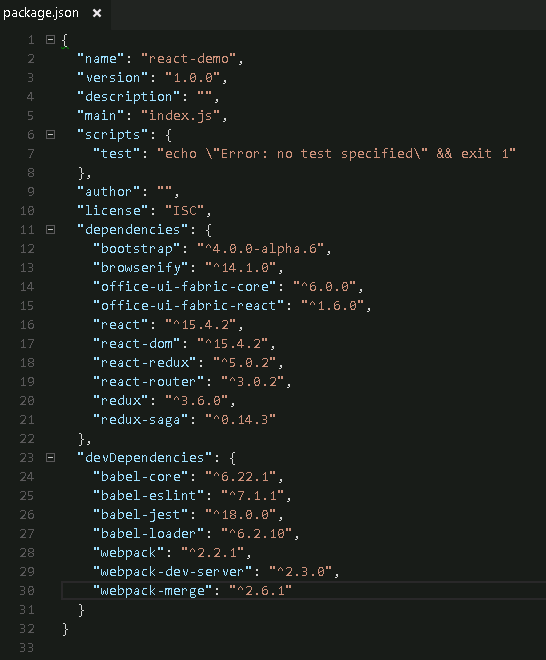 package.json ×
1 {
2 "name": "react-demo",
3 "version": "1.0.0",
4 "description": "",
5 "main": "index.js",
6 "scripts": {
7 "test": "echo \"Error: no test specified\" && exit 1"
8 },
9 "author": "",
10 "license": "ISC",
11 "dependencies": {
12 "bootstrap": "^4.0.0-alpha.6",
13 "browserify": "^14.1.0",
14 "office-ui-fabric-core": "^6.0.0",
15 "office-ui-fabric-react": "^1.6.0",
16 "react": "^15.4.2",
17 "react-dom": "^15.4.2",
18 "react-redux": "^5.0.2",
19 "react-router": "^3.0.2",
20 "redux": "^3.6.0",
21 "redux-saga": "^0.14.3"
22 },
23 "devDependencies": {
24 "babel-core": "^6.22.1",
25 "babel-eslint": "^7.1.1",
26 "babel-jest": "^18.0.0",
27 "babel-loader": "^6.2.10",
28 "webpack": "^2.2.1",
29 "webpack-dev-server": "^2.3.0",
30 "webpack-merge": "^2.6.1"
31 }
32 }
33